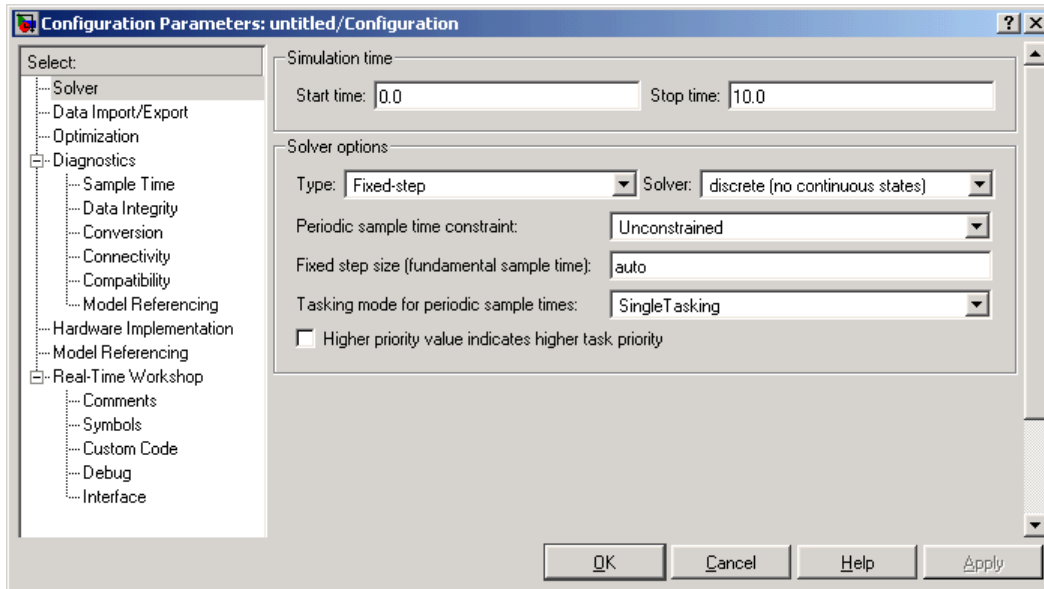 Configuration Parameters: untitled/Configuration
Select:
Solver
Data Import/Export
Optimization
Diagnostics
Sample Time
Data Integrity
Conversion
Connectivity
Compatibility
Model Referencing
Hardware Implementation
Model Referencing
Real-Time Workshop
Comments
Symbols
Custom Code
Debug
Interface
Simulation time
Start time: 0.0 Stop time: 10.0
Solver options
Type: Fixed-step Solver: discrete (no continuous states)
Periodic sample time constraint: Unconstrained
Fixed step size (fundamental sample time): auto
Tasking mode for periodic sample times: SingleTasking
Higher priority value indicates higher task priority
OK Cancel Help Apply